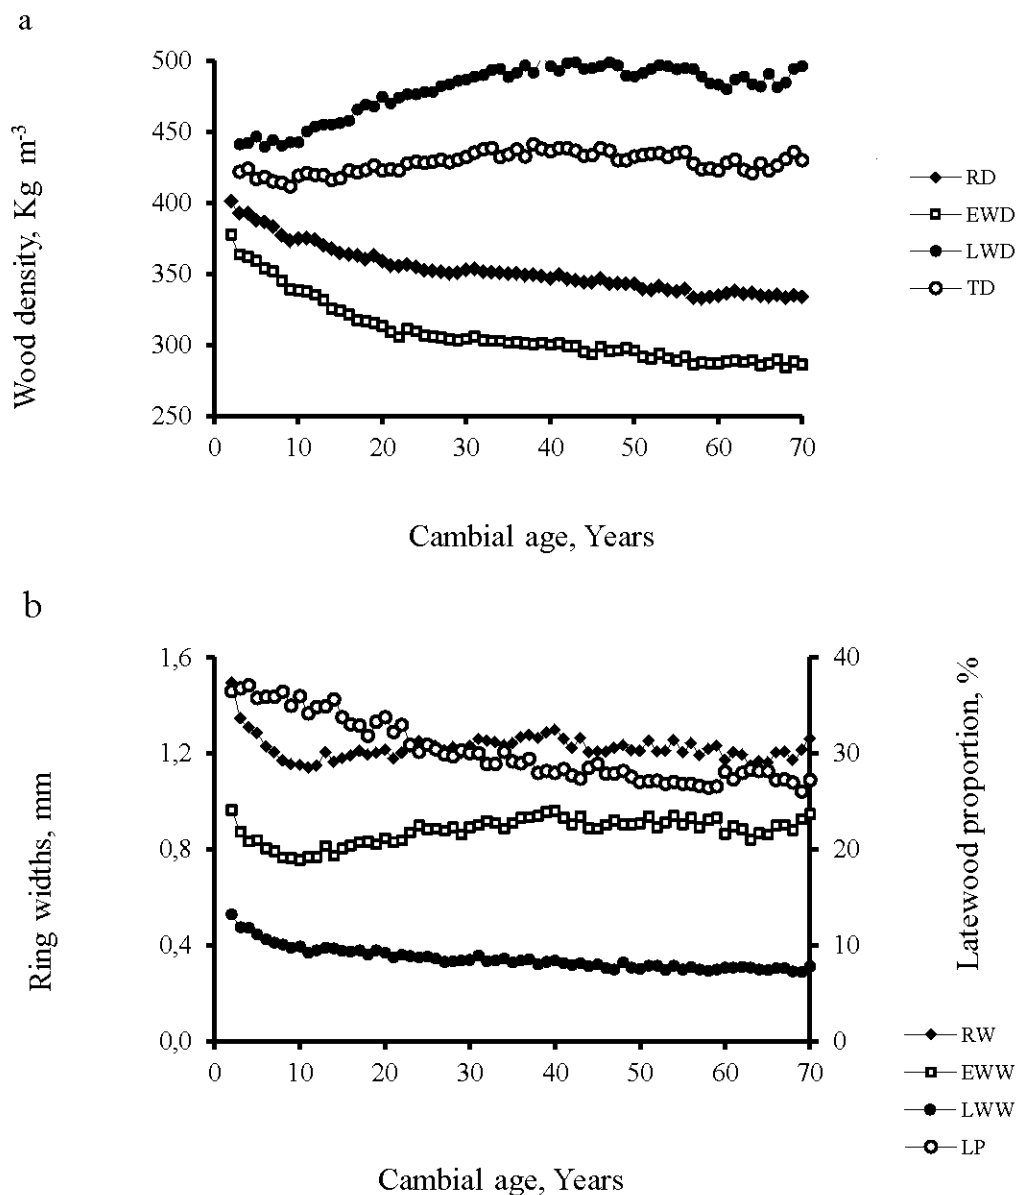 a
Wood density, Kg m-3
500
450
400
350
300
250
0 10 20 30 40 50 60 70
Cambial age, Years
RD
EWD
LWD
TD
b
Ring widths, mm
1,6
1,2
0,8
0,4
0,0
0 10 20 30 40 50 60 70
40
30
20
10
0
Latewood proportion, %
Cambial age, Years
RW
EWW
LWW
LP